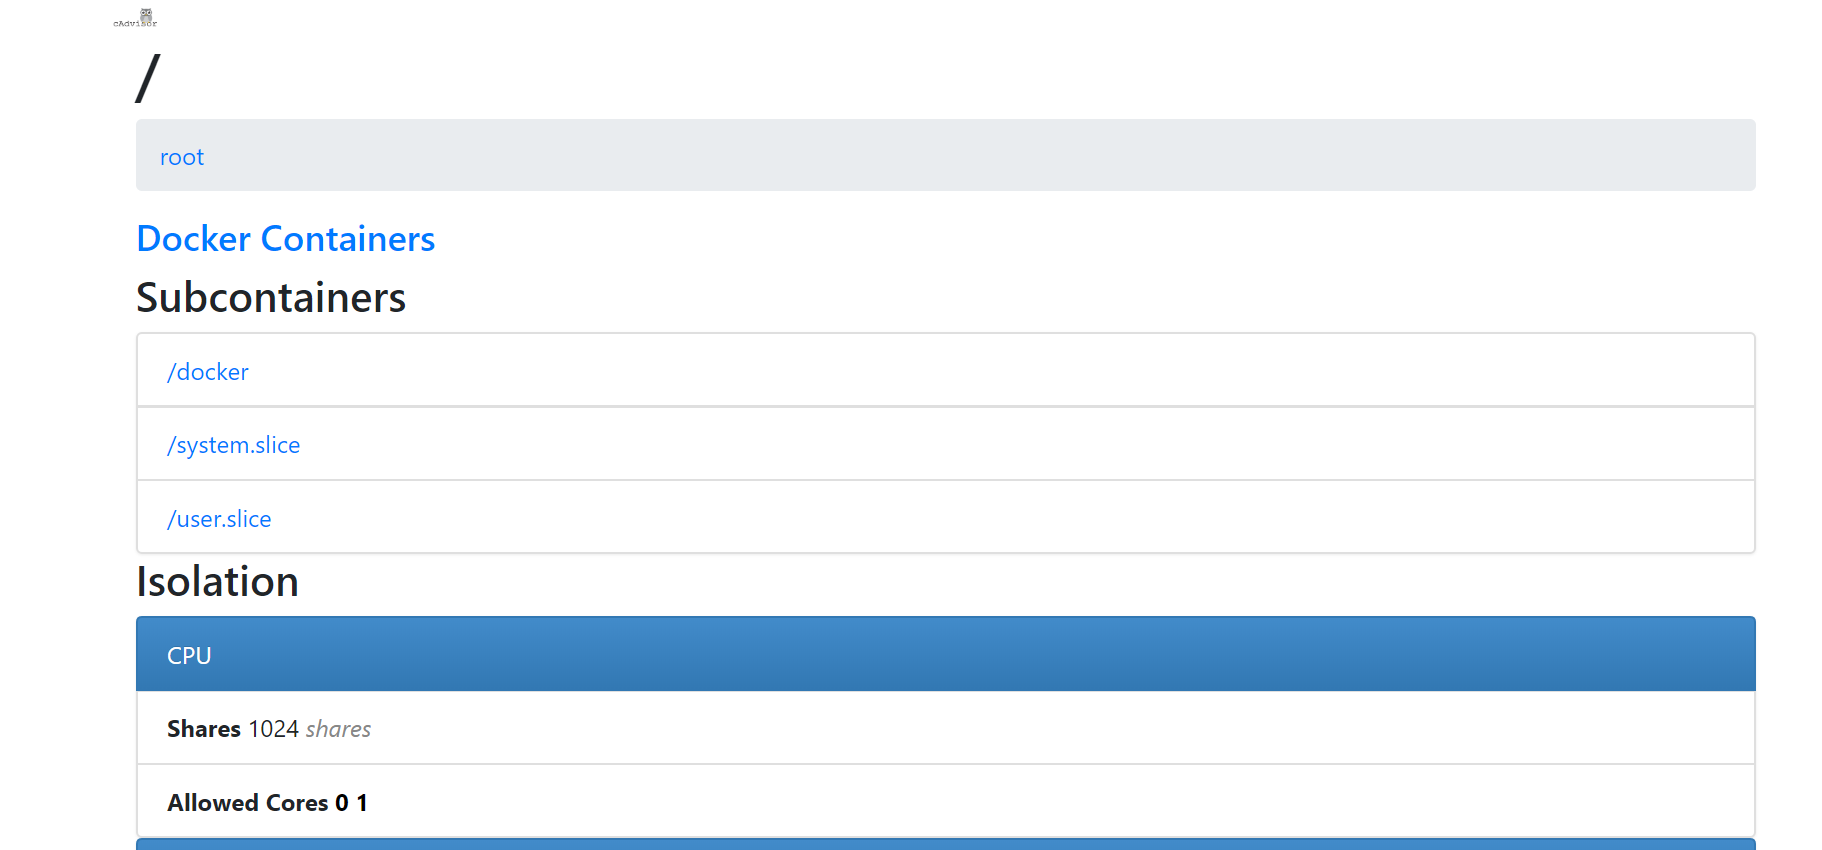 cAdvisor
/
root
Docker Containers
Subcontainers
/docker
/system.slice
/user.slice
Isolation
CPU
Shares 1024 shares
Allowed Cores 0 1